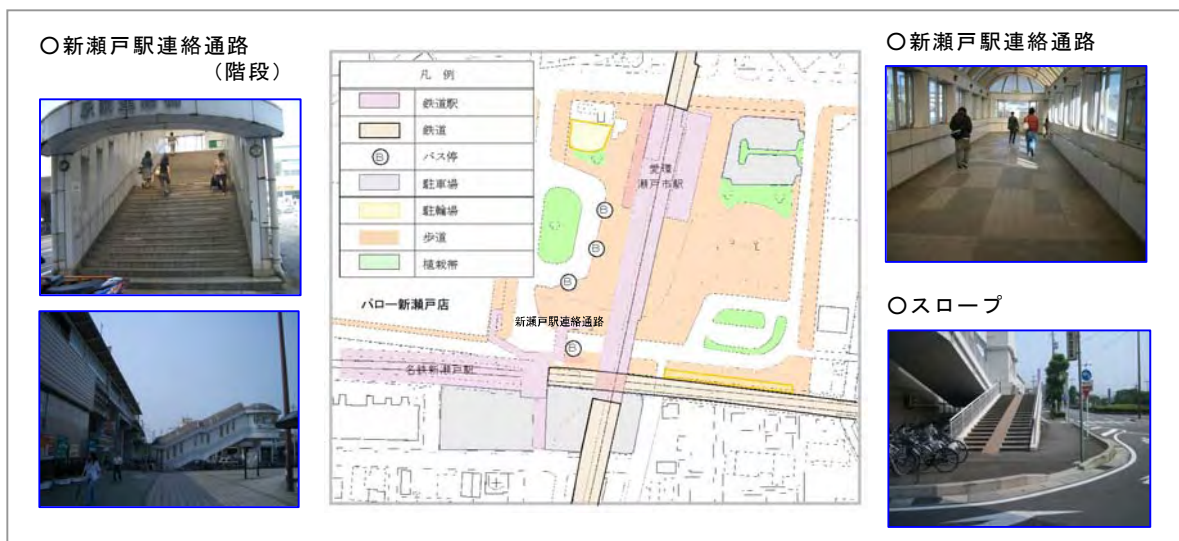 ○新瀬戸駅連絡通路
（階段）
凡 例
鉄道駅
鉄道
B バス停
駐車場
駐輪場
歩道
植栽帯
愛環
瀬戸市駅
B
B
B
バロー新瀬戸店
新瀬戸駅連絡通路
B
名鉄新瀬戸駅
○新瀬戸駅連絡通路
○スロープ